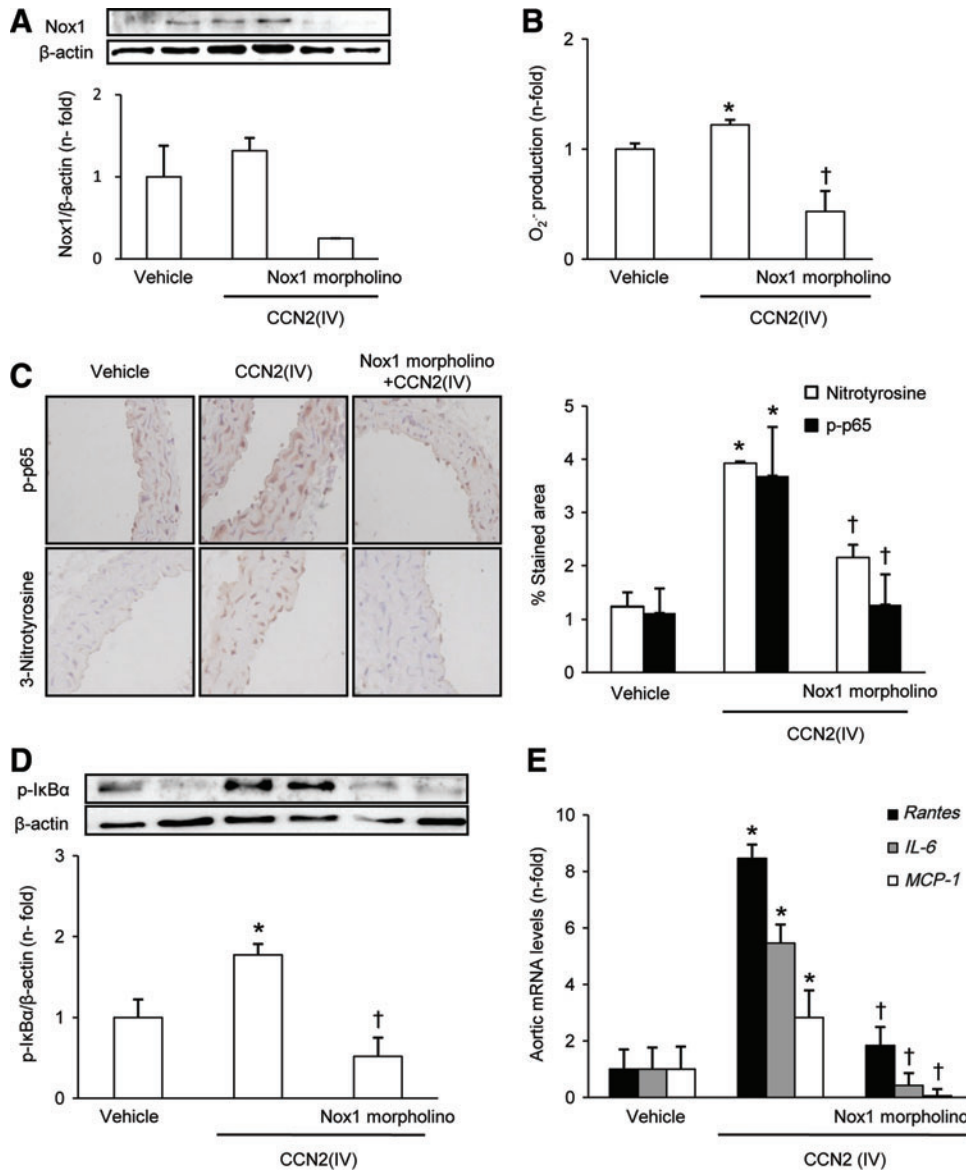 A
Nox1
β-actin
Nox1/β-actin (n- fold)
2
1
0
Vehicle
Nox1 morpholino
CCN2(IV)
B
O2·- production (n-fold)
2
1
0
*
†
Vehicle
Nox1 morpholino
CCN2(IV)
C
Vehicle
CCN2(IV)
Nox1 morpholino
+CCN2(IV)
p-p65
3-Nitrotyrosine
Nitrotyrosine
p-p65
% Stained area
5
4
3
2
1
0
*
*
†
†
Vehicle
Nox1 morpholino
CCN2(IV)
D
p-IκBα
β-actin
p-IκBα/β-actin (n- fold)
3
2
1
0
*
†
Vehicle
Nox1 morpholino
CCN2(IV)
E
Rantes
IL-6
MCP-1
Aortic mRNA levels (n-fold)
10
8
6
4
2
0
*
*
*
†
†
†
Vehicle
Nox1 morpholino
CCN2 (IV)